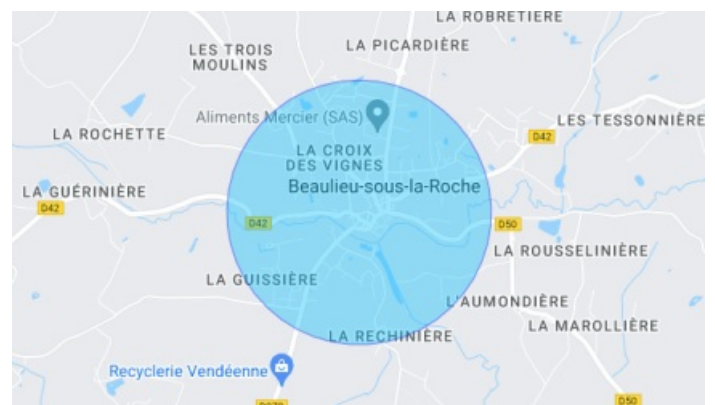 LA ROBRETIÈRE
LES TROIS
MOULINS
LA PICARDIÈRE
Aliments Mercier (SAS)
LES TESSONNIÈRE
LA ROCHETTE
D42
LA CROIX
DES VIGNES
LA GUÉRINIÈRE
Beaulieu-sous-la-Roche
D42
D42
D50
LA ROUSSELINIÈRE
LA GUISSIÈRE
L'AUMONDIÈRE
LA MAROLLIÈRE
LA RECHINIÈRE
Recyclerie Vendéenne
D50